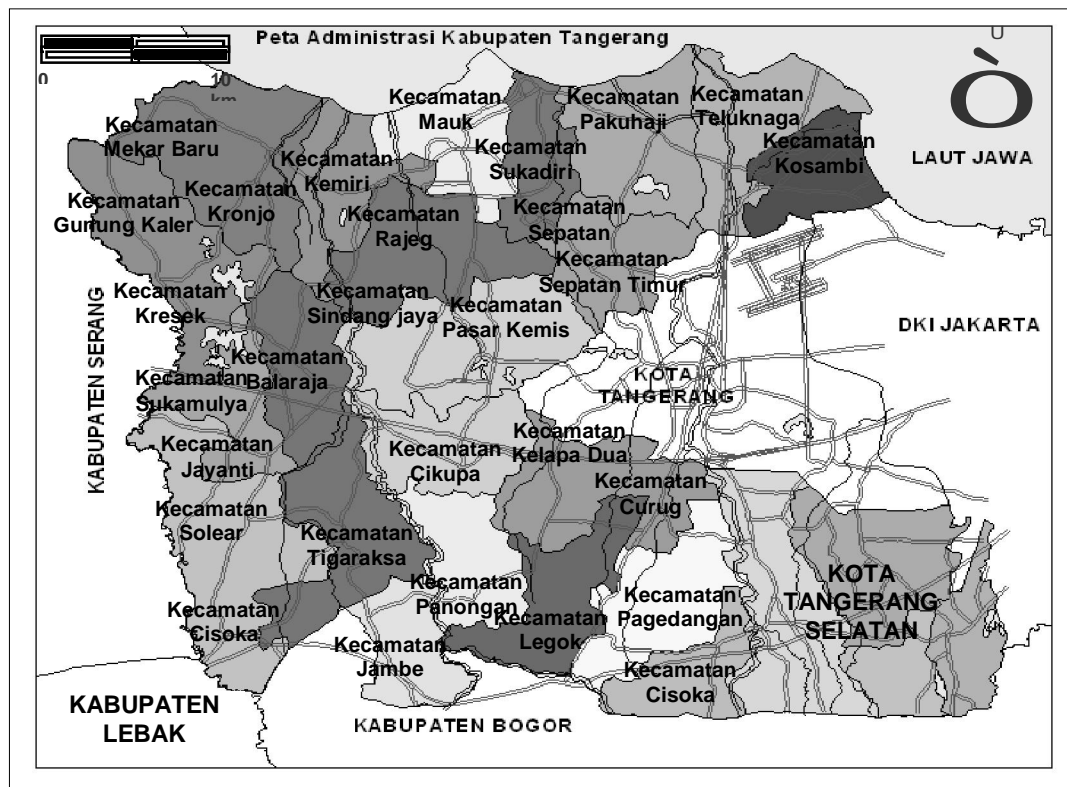 Peta Administrasi Kabupaten Tangerang
U
Ò
0
10
km
Kecamatan
Mauk
Kecamatan
Pakuhaji
Kecamatan
Teluknaga
Kecamatan
Mekar Baru
Kecamatan
Kemiri
Kecamatan
Sukadiri
Kecamatan
Kosambi
LAUT JAWA
Kecamatan
Gunung Kaler
Kecamatan
Kronjo
Kecamatan
Rajeg
Kecamatan
Sepatan
Kecamatan
Sepatan Timur
Kecamatan
Kresek
Kecamatan
Sindang jaya
Kecamatan
Pasar Kemis
DKI JAKARTA
KABUPATEN SERANG
Kecamatan
Sukamulya
Kecamatan
Balaraja
KOTA
TANGERANG
Kecamatan
Jayanti
Kecamatan
Cikupa
Kecamatan
Kelapa Dua
Kecamatan
Curug
Kecamatan
Solear
Kecamatan
Tigaraksa
Kecamatan
Panongan
Kecamatan
Legok
Kecamatan
Pagedangan
KOTA
TANGERANG
SELATAN
Kecamatan
Cisoka
Kecamatan
Jambe
Kecamatan
Cisoka
KABUPATEN
LEBAK
KABUPATEN BOGOR